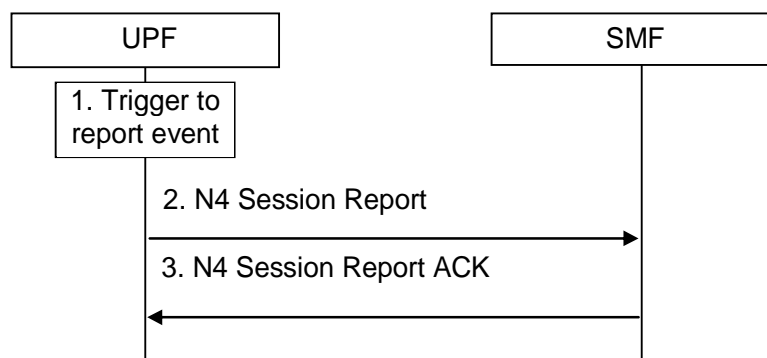 UPF
SMF
1. Trigger to
report event
2. N4 Session Report
3. N4 Session Report ACK